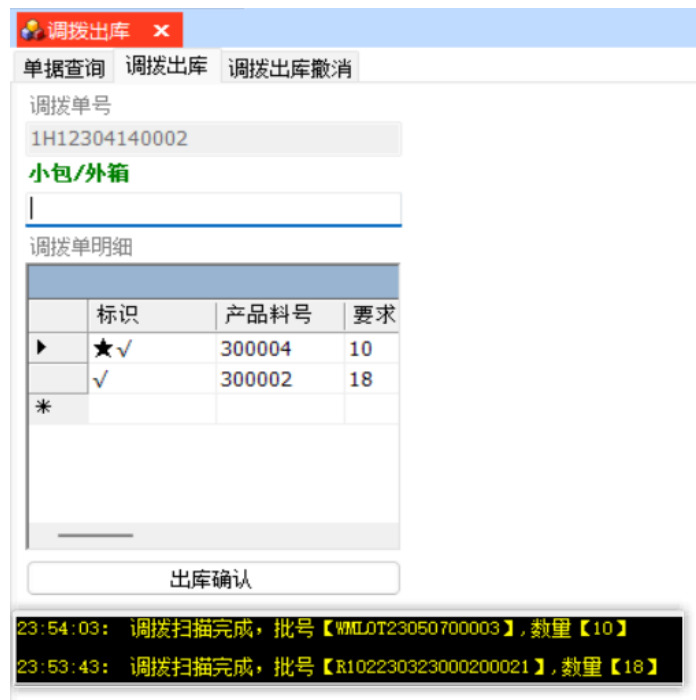 调拨出库 ×
单据查询 调拨出库 调拨出库撤消
调拨单号
1H12304140002
小包/外箱
调拨单明细
标识 产品料号 要求
★√ 300004 10
√ 300002 18
出库确认
23:54:03: 调拨扫描完成，批号【WMLOT23050700003】,数量【10】
23:53:43: 调拨扫描完成，批号【R102230323000200021】,数量【18】